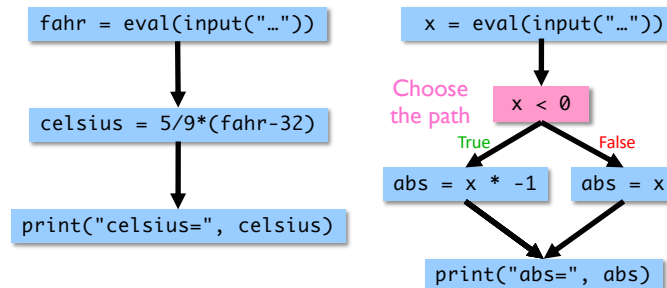 fahr = eval(input("…"))
celsius = 5/9*(fahr-32)
print("celsius=", celsius)
x = eval(input("…"))
Choose
the path
x < 0
True
False
abs = x * -1
abs = x
print("abs=", abs)